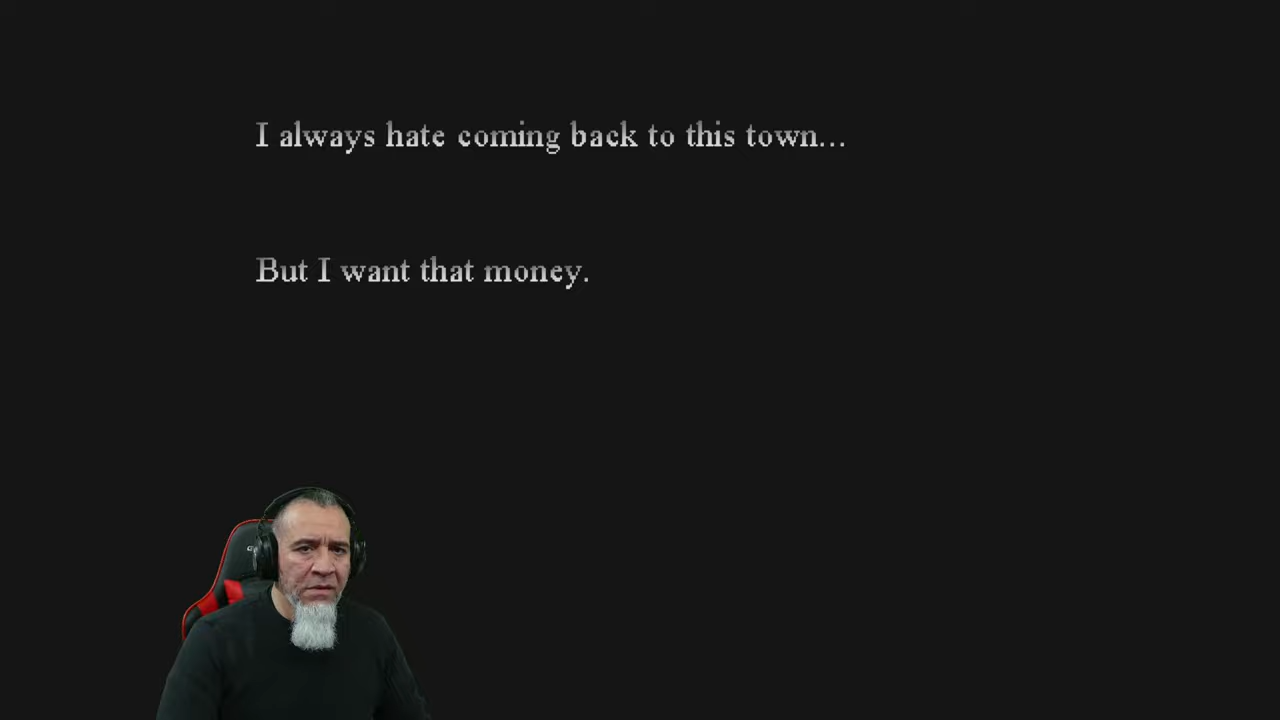 I always hate coming back to this town...
But I want that money.